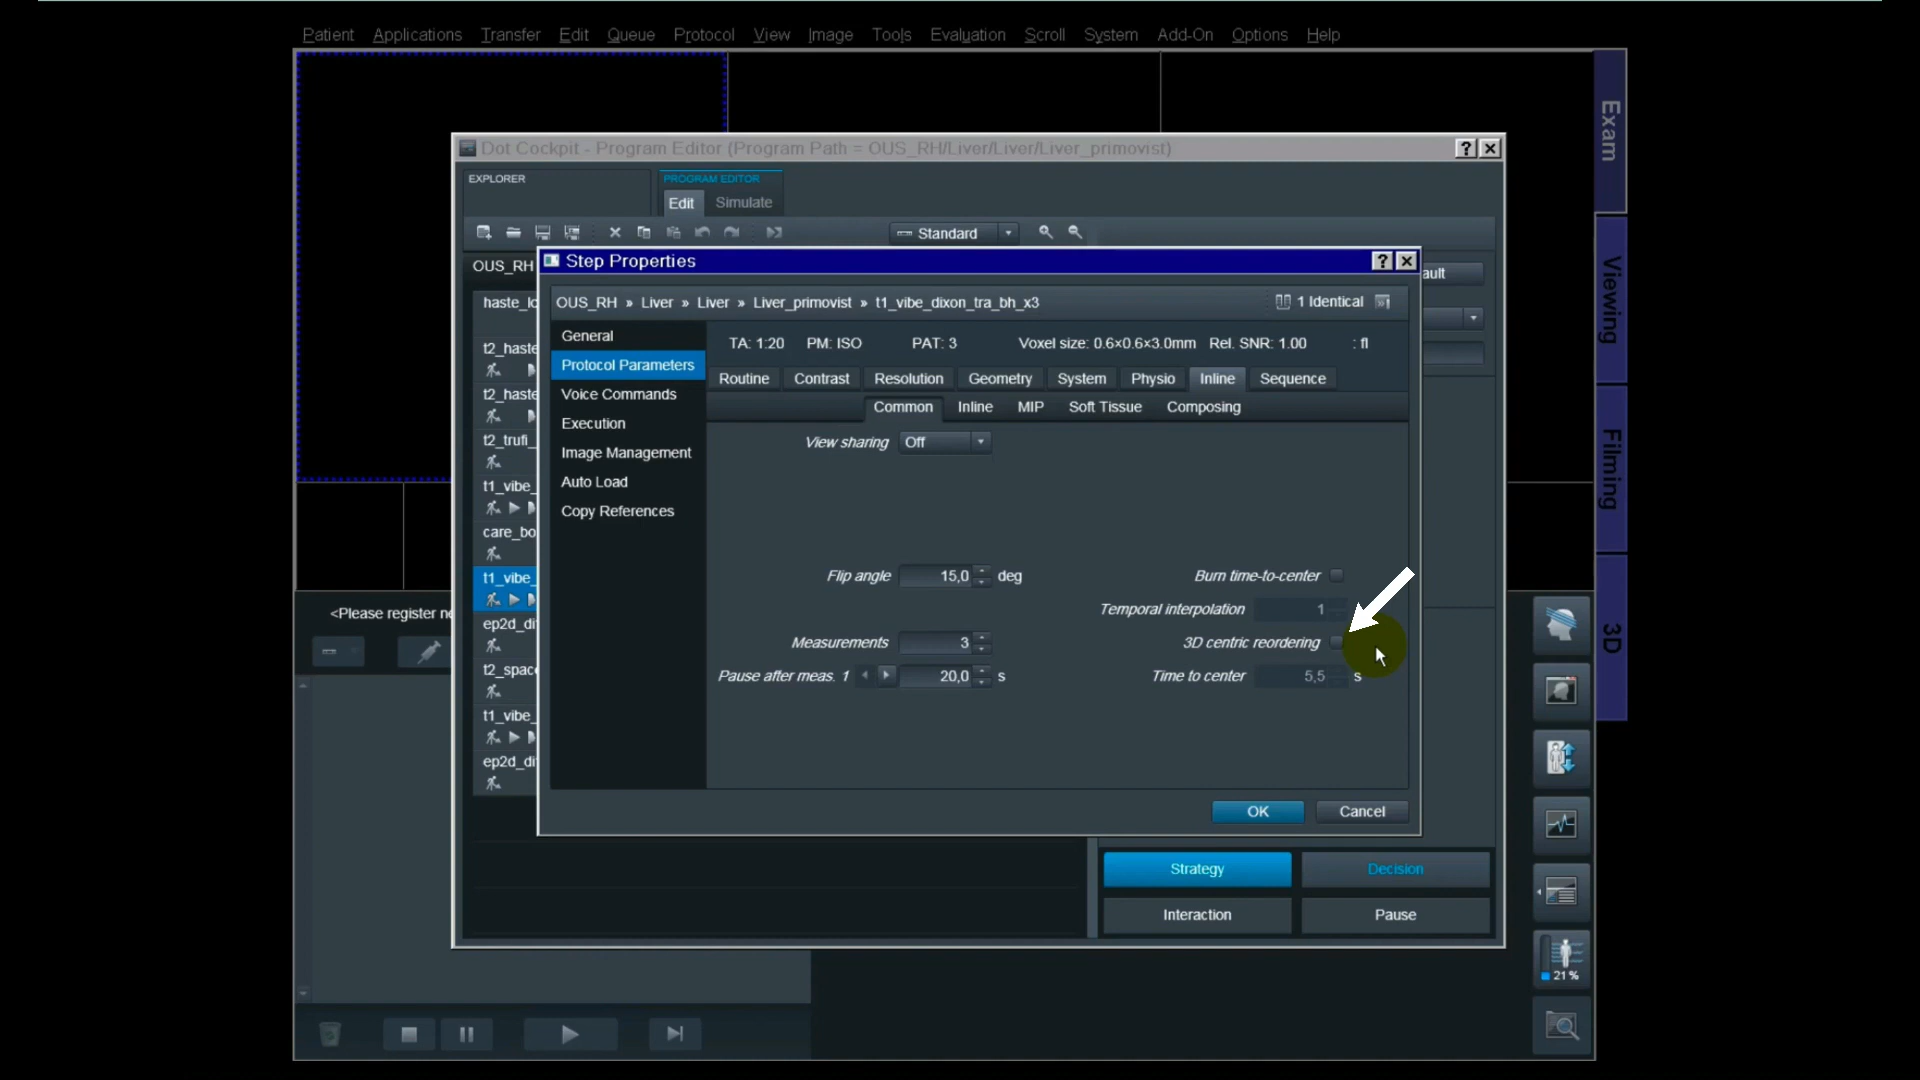 Patient Applications Transfer Edit Queue Protocol View Image Tools Evaluation Scroll System Add-On Options Help
Exam
Viewing
Filming
3D
Dot Cockpit - Program Editor (Program Path = OUS_RH/Liver/Liver/Liver_primovist)
EXPLORER
PROGRAM EDITOR
Edit Simulate
Standard
OUS_RH
ault
haste_lo
t2_haste
t2_haste
t2_trufi_
t1_vibe_
care_bo
t1_vibe_
ep2d_di
t2_spac
t1_vibe_
ep2d_di
Step Properties
OUS_RH » Liver » Liver » Liver_primovist » t1_vibe_dixon_tra_bh_x3
1 Identical
General
Protocol Parameters
Voice Commands
Execution
Image Management
Auto Load
Copy References
TA: 1:20 PM: ISO PAT: 3 Voxel size: 0.6×0.6×3.0mm Rel. SNR: 1.00 : fl
Routine Contrast Resolution Geometry System Physio Inline Sequence
Common Inline MIP Soft Tissue Composing
View sharing Off
Flip angle 15,0 deg
Burn time-to-center
Temporal interpolation 1
Measurements 3
3D centric reordering
Pause after meas. 1 20,0 s
Time to center 5,5 s
OK Cancel
Strategy Decision
Interaction Pause
<Please register ne
21 %